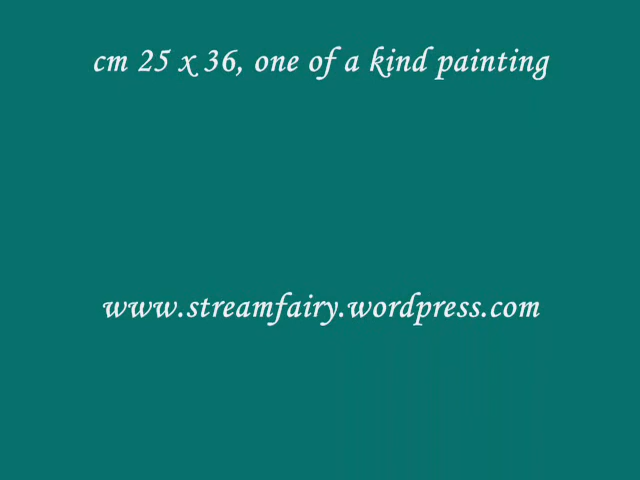 cm 25 x 36, one of a kind painting
www.streamfairy.wordpress.com